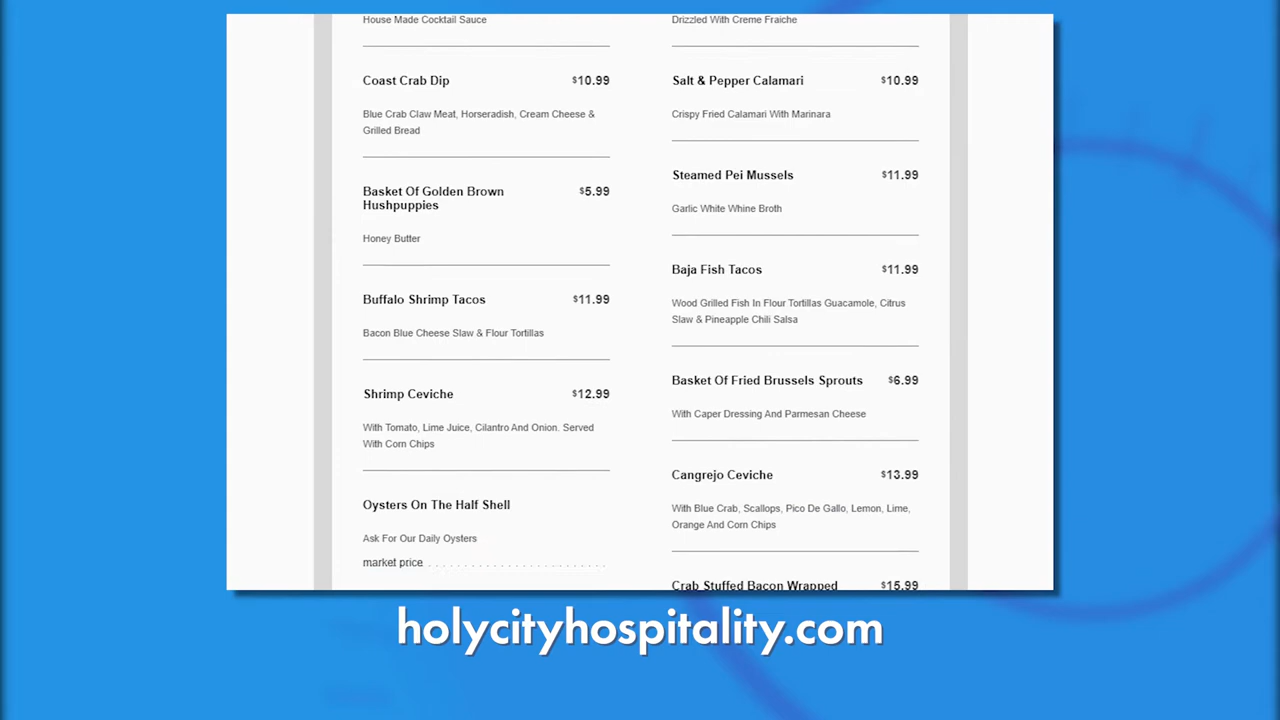 House Made Cocktail Sauce
Coast Crab Dip $10.99
Blue Crab Claw Meat, Horseradish, Cream Cheese &
Grilled Bread
Basket Of Golden Brown $5.99
Hushpuppies
Honey Butter
Buffalo Shrimp Tacos $11.99
Bacon Blue Cheese Slaw & Flour Tortillas
Shrimp Ceviche $12.99
With Tomato, Lime Juice, Cilantro And Onion. Served
With Corn Chips
Oysters On The Half Shell
Ask For Our Daily Oysters
market price
Drizzled With Creme Fraiche
Salt & Pepper Calamari $10.99
Crispy Fried Calamari With Marinara
Steamed Pei Mussels $11.99
Garlic White Whine Broth
Baja Fish Tacos $11.99
Wood Grilled Fish In Flour Tortillas Guacamole, Citrus
Slaw & Pineapple Chili Salsa
Basket Of Fried Brussels Sprouts $6.99
With Caper Dressing And Parmesan Cheese
Cangrejo Ceviche $13.99
With Blue Crab, Scallops, Pico De Gallo, Lemon, Lime,
Orange And Corn Chips
Crab Stuffed Bacon Wrapped $15.99
holycityhospitality.com